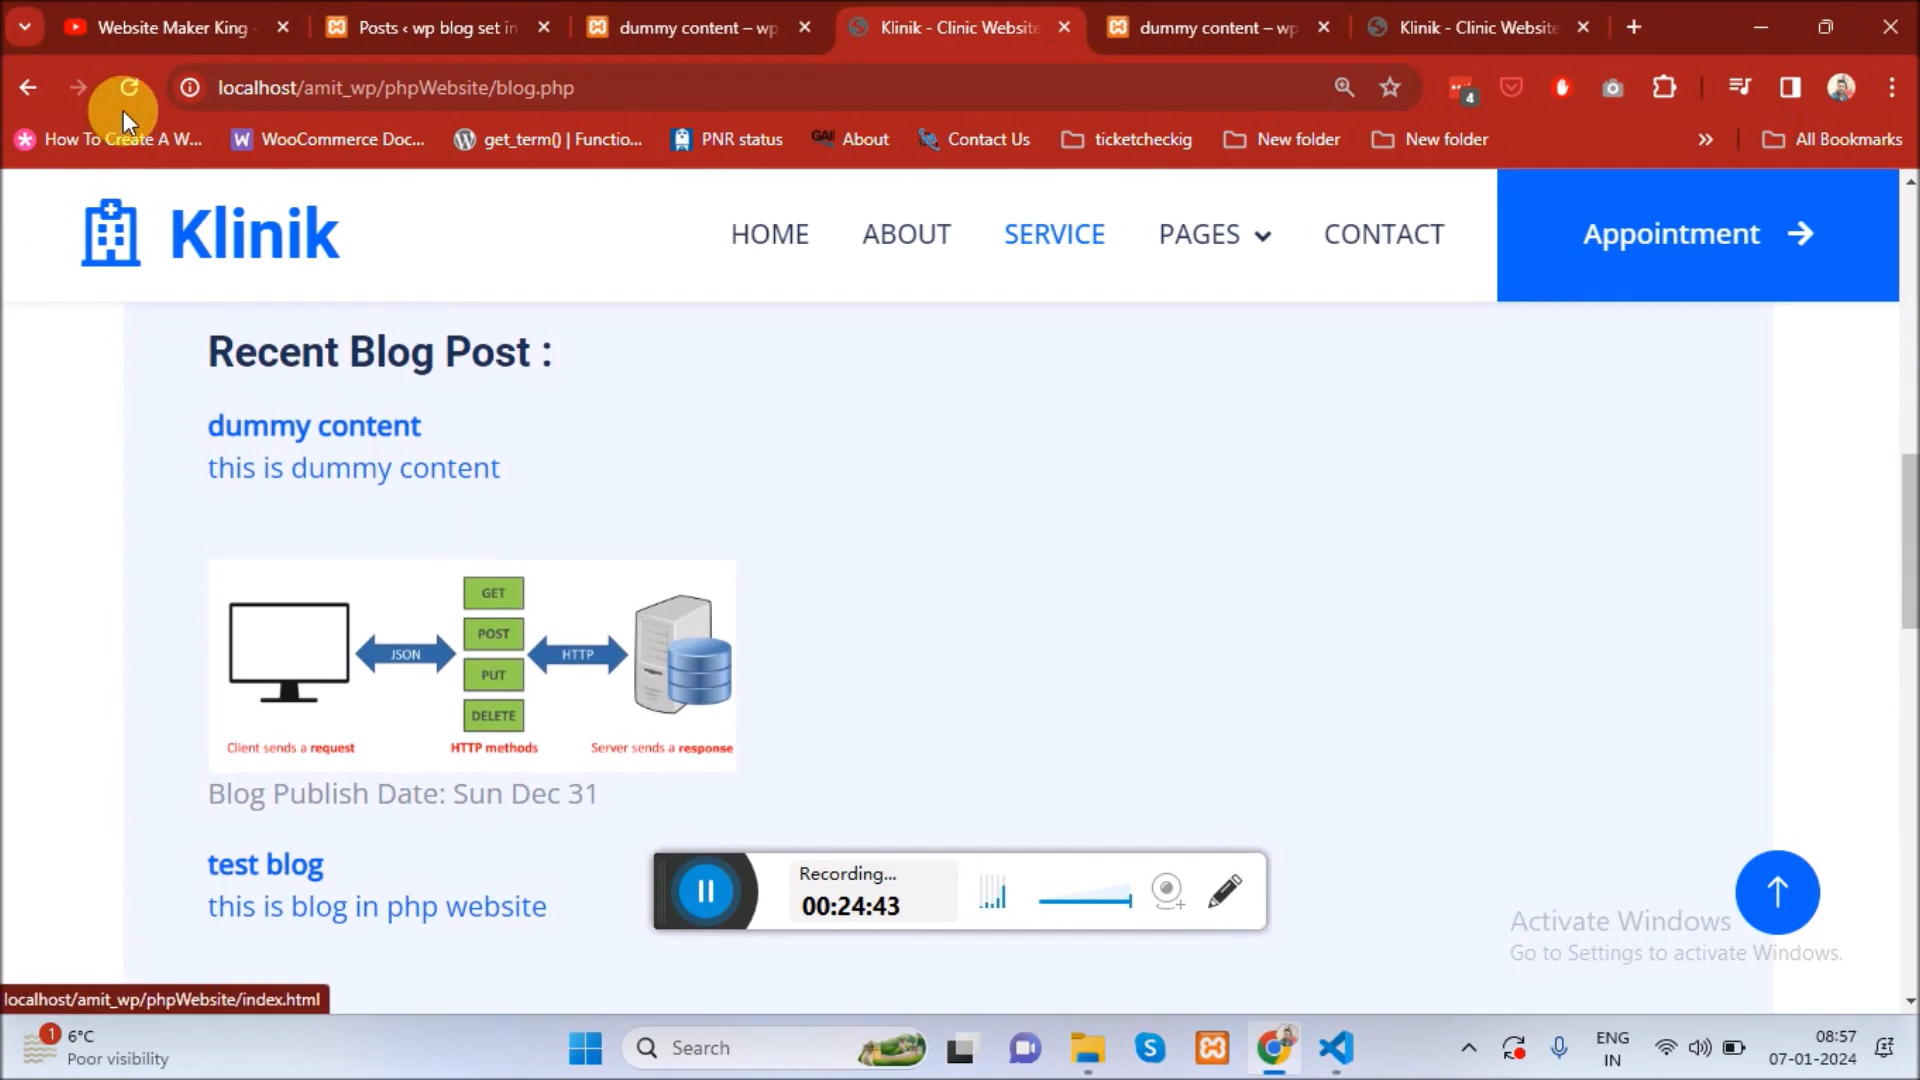 Website Maker King -
Posts ‹ wp blog set in
dummy content – wp
Klinik - Clinic Website
dummy content – wp
Klinik - Clinic Website
localhost/amit_wp/phpWebsite/blog.php
4
How To Create A W...
W WooCommerce Doc...
get_term() | Functio...
PNR status
GAII About
Contact Us
ticketcheckig
New folder
New folder
»
All Bookmarks
Klinik
HOME
ABOUT
SERVICE
PAGES
CONTACT
Appointment
Recent Blog Post :
dummy content
this is dummy content
GET
POST
PUT
DELETE
JSON
HTTP
Client sends a request
HTTP methods
Server sends a response
Blog Publish Date: Sun Dec 31
test blog
this is blog in php website
Recording...
00:24:43
Activate Windows
Go to Settings to activate Windows.
localhost/amit_wp/phpWebsite/index.html
1
6°C
Poor visibility
Search
ENG
IN
08:57
07-01-2024